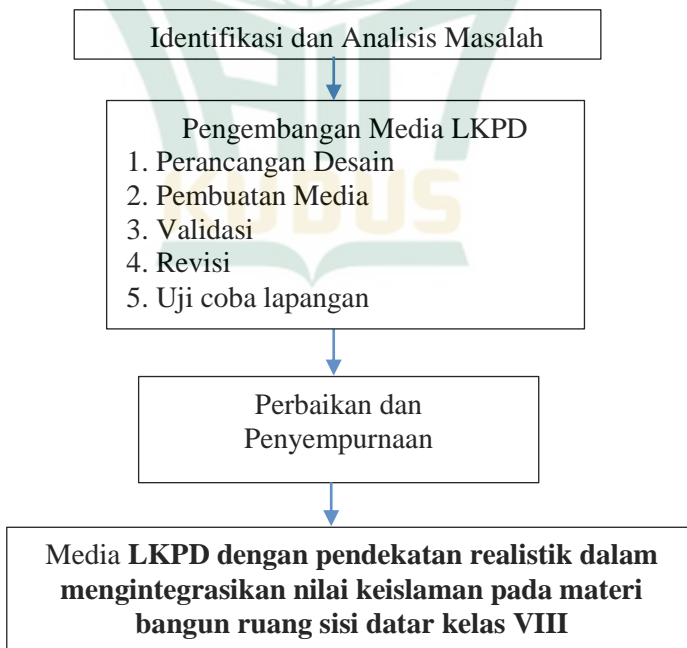 Identifikasi dan Analisis Masalah
Pengembangan Media LKPD
1. Perancangan Desain
2. Pembuatan Media
3. Validasi
4. Revisi
5. Uji coba lapangan
KUDUS
Perbaikan dan
Penyempurnaan
Media LKPD dengan pendekatan realistik dalam
mengintegrasikan nilai keislaman pada materi
bangun ruang sisi datar kelas VIII